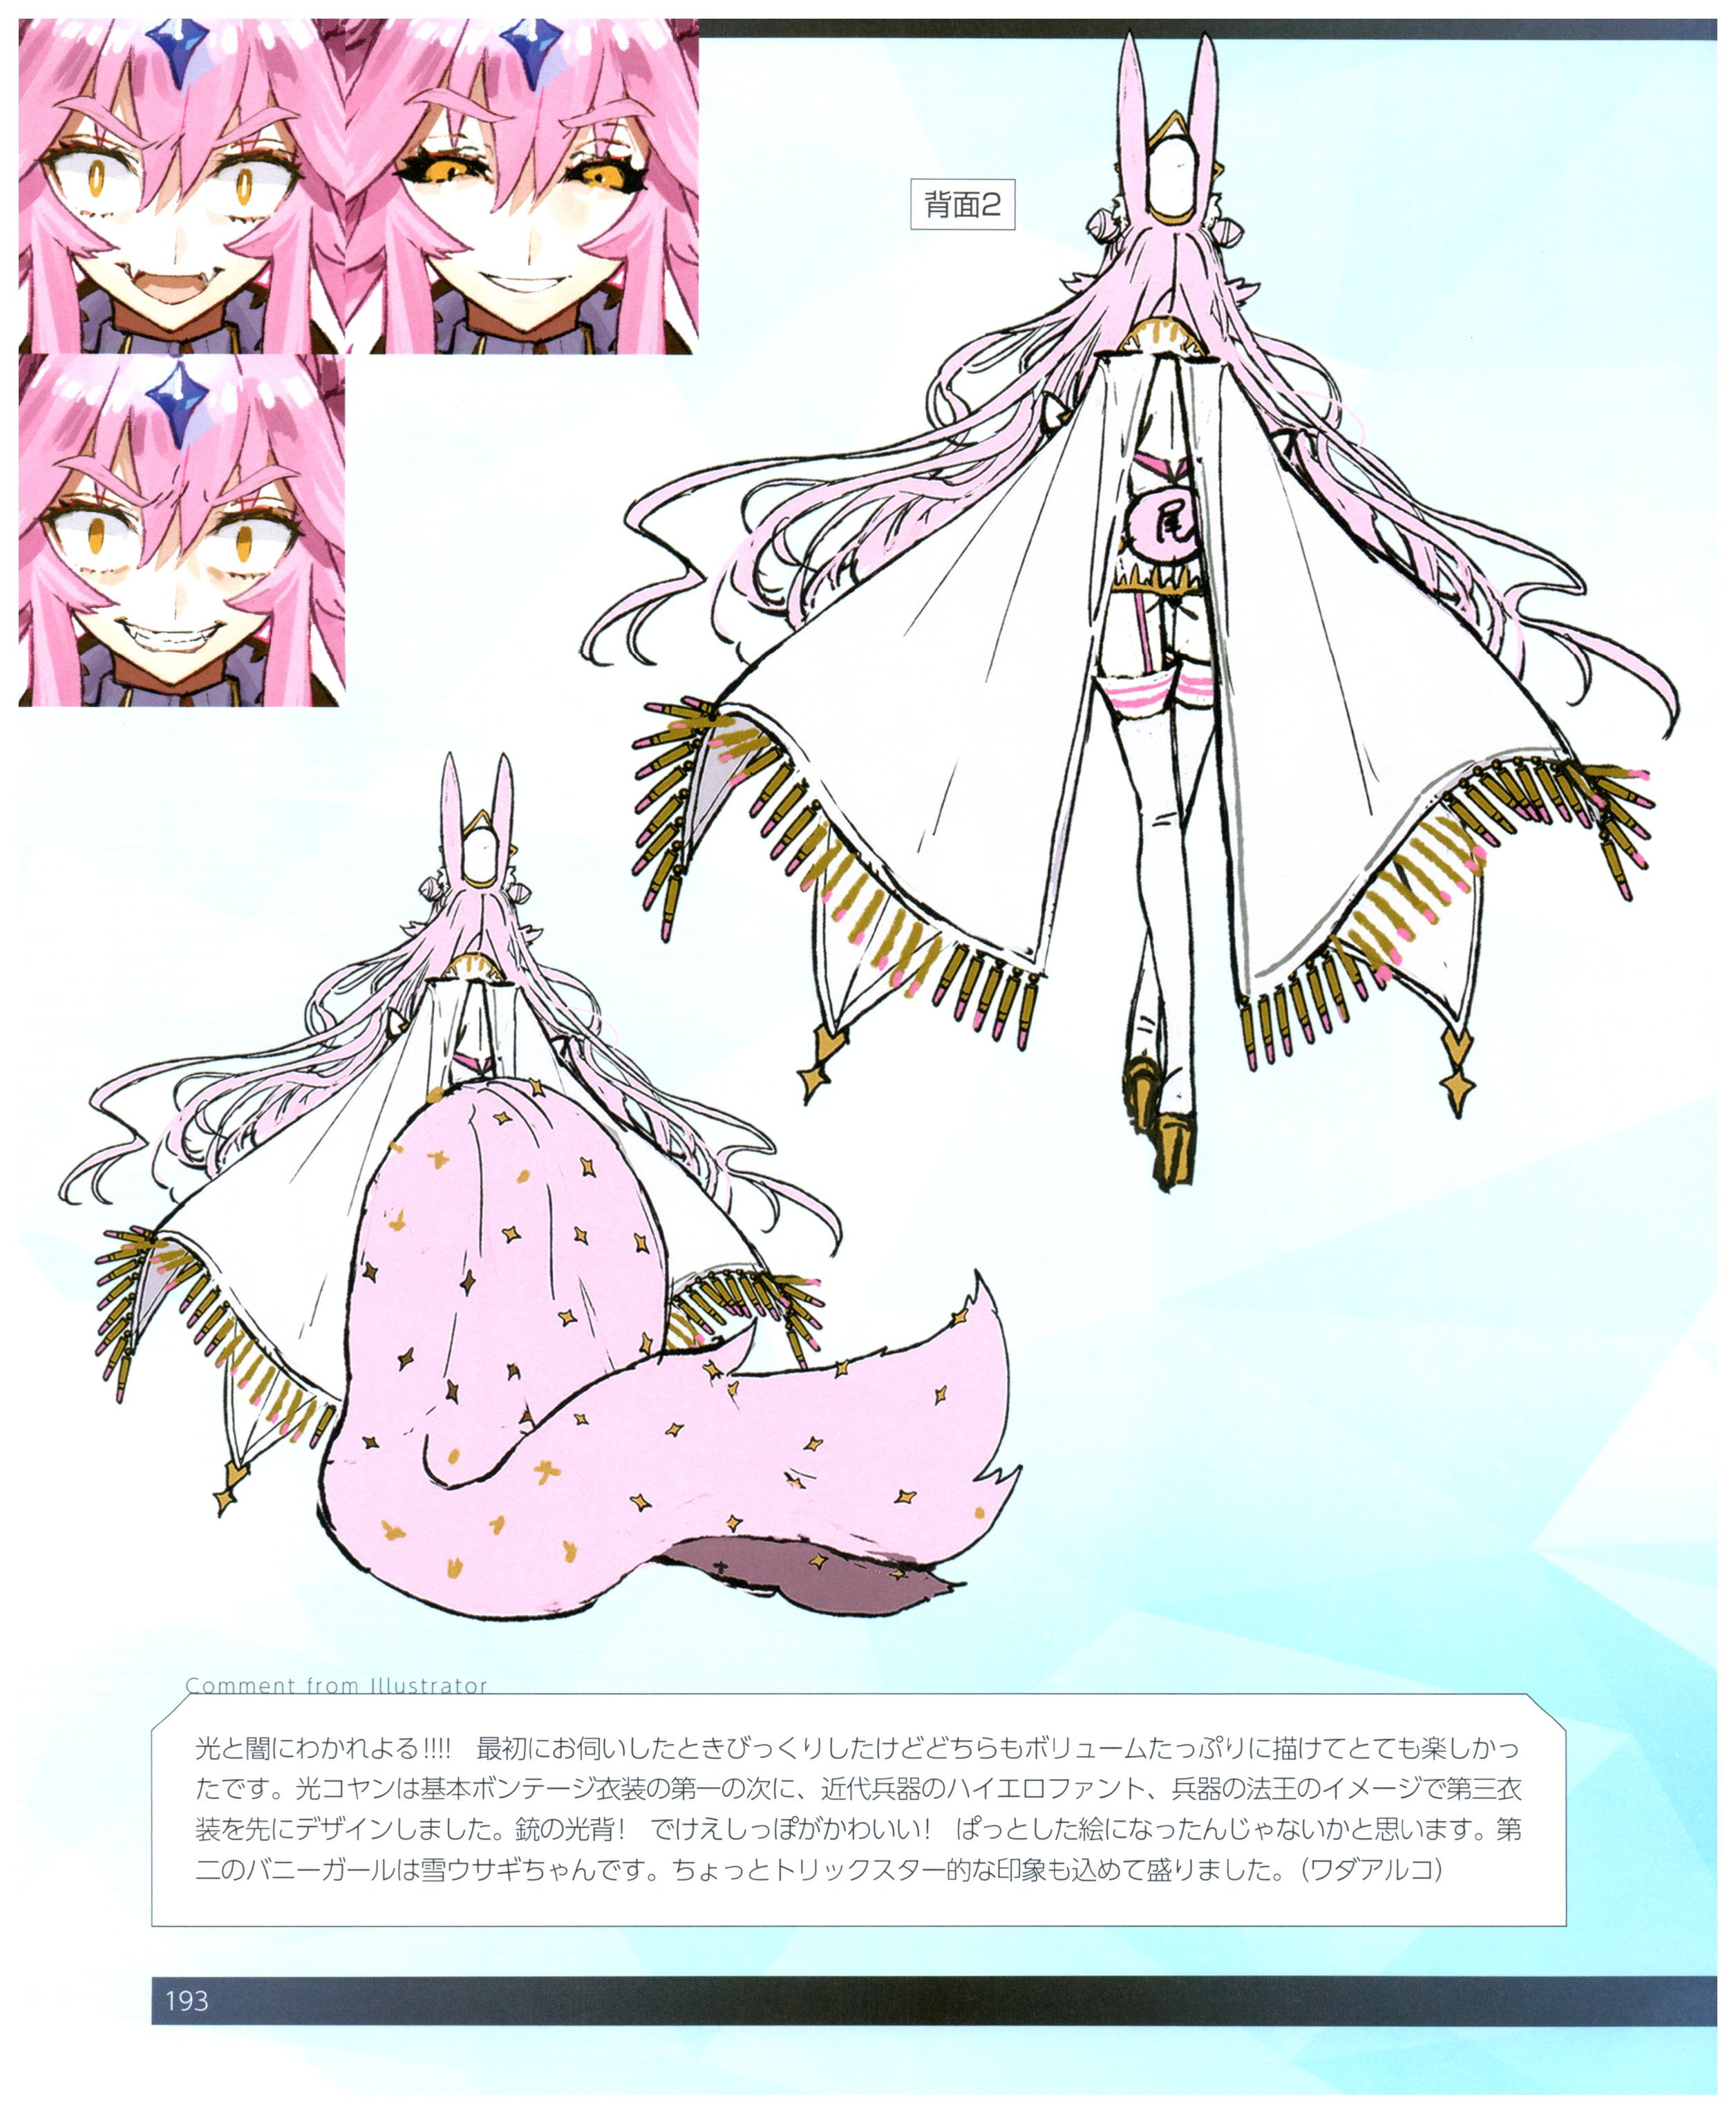 背面2
尾
Comment from Illustrator
光と闇にわかれよる!!!!　最初にお伺いしたときびっくりしたけどどちらもボリュームたっぷりに描けてとても楽しかっ
たです。光コヤンは基本ボンテージ衣装の第一の次に、近代兵器のハイエロファント、兵器の法王のイメージで第三衣
装を先にデザインしました。銃の光背!　でけえしっぽがかわいい!　ぱっとした絵になったんじゃないかと思います。第
二のバニーガールは雪ウサギちゃんです。ちょっとトリックスター的な印象も込めて盛りました。（ワダアルコ）
193